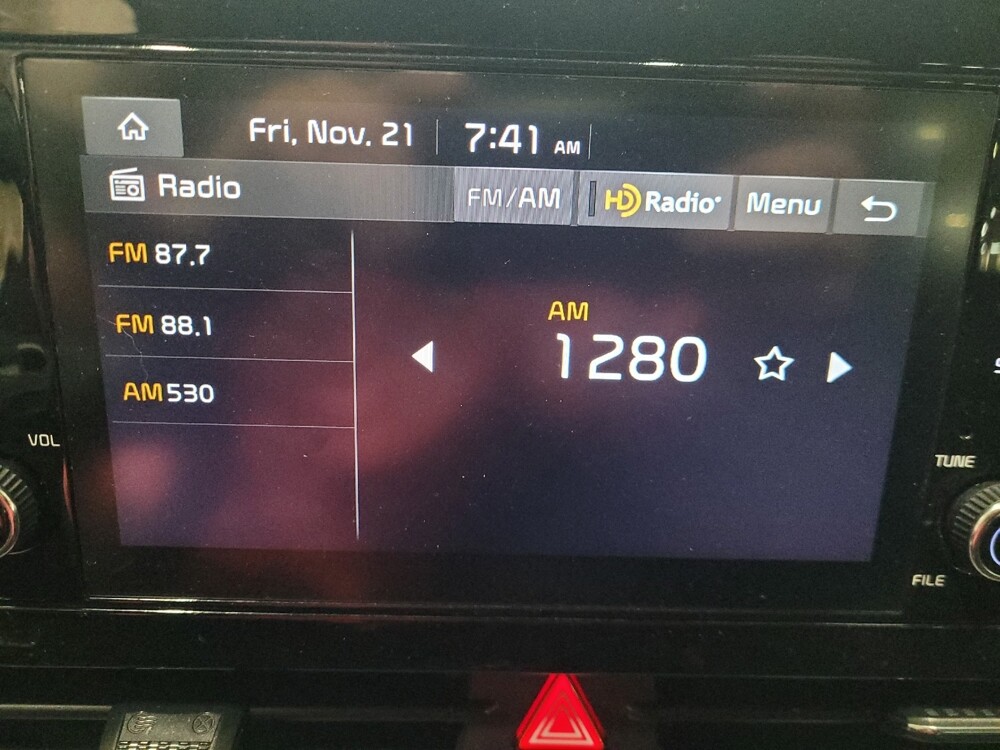 Fri, Nov. 21 7:41 AM
Radio FM/AM HD Radio Menu
FM 87.7
FM 88.1
AM 530
AM
1280
VOL
TUNE
FILE